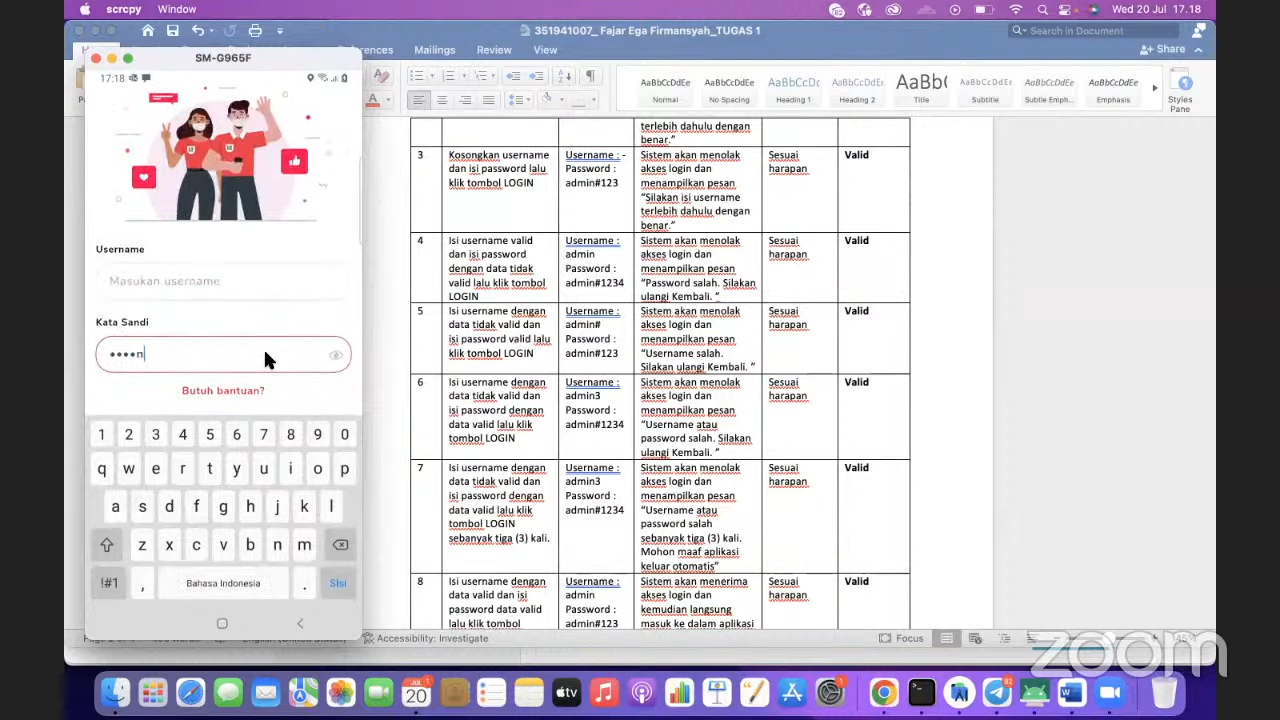 scrcpy Window
Wed 20 Jul 17.18
351941007_ Fajar Ega Firmansyah_TUGAS 1
Search in Document
Mailings Review View
Share
SM-G965F
17:18
AaBbCcDdEe AaBbCcDdEe AaBbCcDc AaBbCcDdEe AaBbC AaBbCcDdEe AaBbCcDdEe AaBbCcDdEe
Normal No Spacing Heading 1 Heading 2 Title Subtitle Subtle Emph... Emphasis
Styles
Pane
Username
Masukan username
Kata Sandi
••••n
Butuh bantuan?
1 2 3 4 5 6 7 8 9 0
q w e r t y u i o p
a s d f g h j k l
z x c v b n m
!#1 , Bahasa Indonesia . SIsi
terlebih dahulu dengan
benar.”
3 Kosongkan username Username : - Sistem akan menolak Sesuai Valid
dan isi password lalu Password : akses login dan harapan
klik tombol LOGIN admin#123 menampilkan pesan
“Silakan isi username
terlebih dahulu dengan
benar.”
4 Isi username valid Username : Sistem akan menolak Sesuai Valid
dan isi password admin akses login dan harapan
dengan data tidak Password : menampilkan pesan
valid lalu klik tombol admin#1234 “Password salah. Silakan
LOGIN ulangi Kembali. ”
5 Isi username dengan Username : Sistem akan menolak Sesuai Valid
data tidak valid dan admin# akses login dan harapan
isi password valid lalu Password : menampilkan pesan
klik tombol LOGIN admin#123 “Username salah.
Silakan ulangi Kembali. ”
6 Isi username dengan Username : Sistem akan menolak Sesuai Valid
data tidak valid dan admin3 akses login dan harapan
isi password dengan Password : menampilkan pesan
data valid lalu klik admin#1234 “Username atau
tombol LOGIN password salah. Silakan
ulangi Kembali. ”
7 Isi username dengan Username : Sistem akan menolak Sesuai Valid
data tidak valid dan admin3 akses login dan harapan
isi password dengan Password : menampilkan pesan
data valid lalu klik admin#1234 “Username atau
tombol LOGIN password salah
sebanyak tiga (3) kali. sebanyak tiga (3) kali.
Mohon maaf aplikasi
keluar otomatis”
8 Isi username dengan Username : Sistem akan menerima Sesuai Valid
data valid dan isi admin akses login dan harapan
password data valid Password : kemudian langsung
lalu klik tombol admin#123 masuk ke dalam aplikasi
Accessibility: Investigate
Focus
zoom
JUL
20
tv